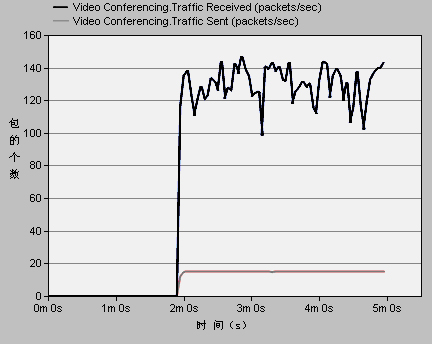 Video Conferencing.Traffic Received (packets/sec)
Video Conferencing.Traffic Sent (packets/sec)
160
140
120
100
80
60
40
20
0
包
的
个
数
0m 0s 1m 0s 2m 0s 3m 0s 4m 0s 5m 0s
时 间 (s)